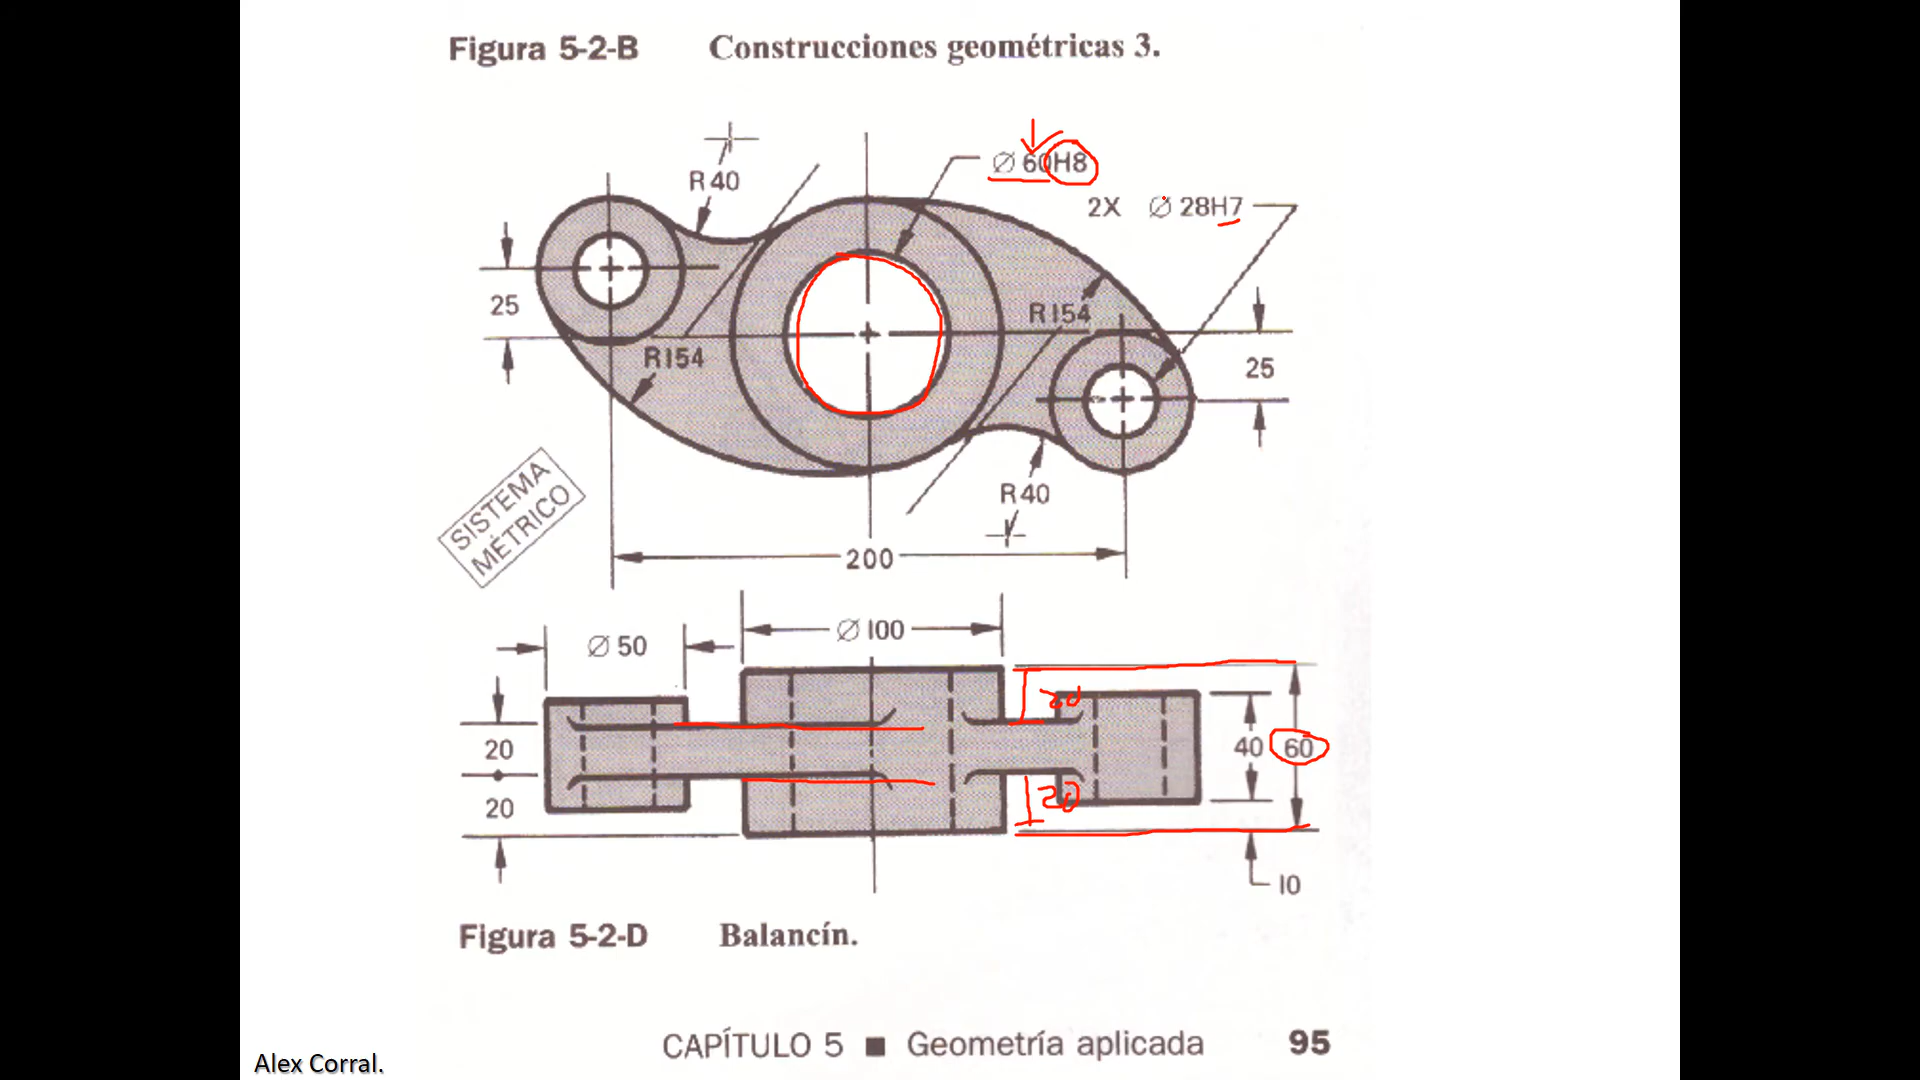 Figura 5-2-B Construcciones geométricas 3.
R 40
Ø 60H8
2X Ø 28H7
25
R154
R154
25
R 40
SISTEMA
MÉTRICO
200
Ø 50
Ø 100
20
20
40
60
20
20
10
Figura 5-2-D Balancín.
CAPÍTULO 5 ■ Geometría aplicada 95
Alex Corral.